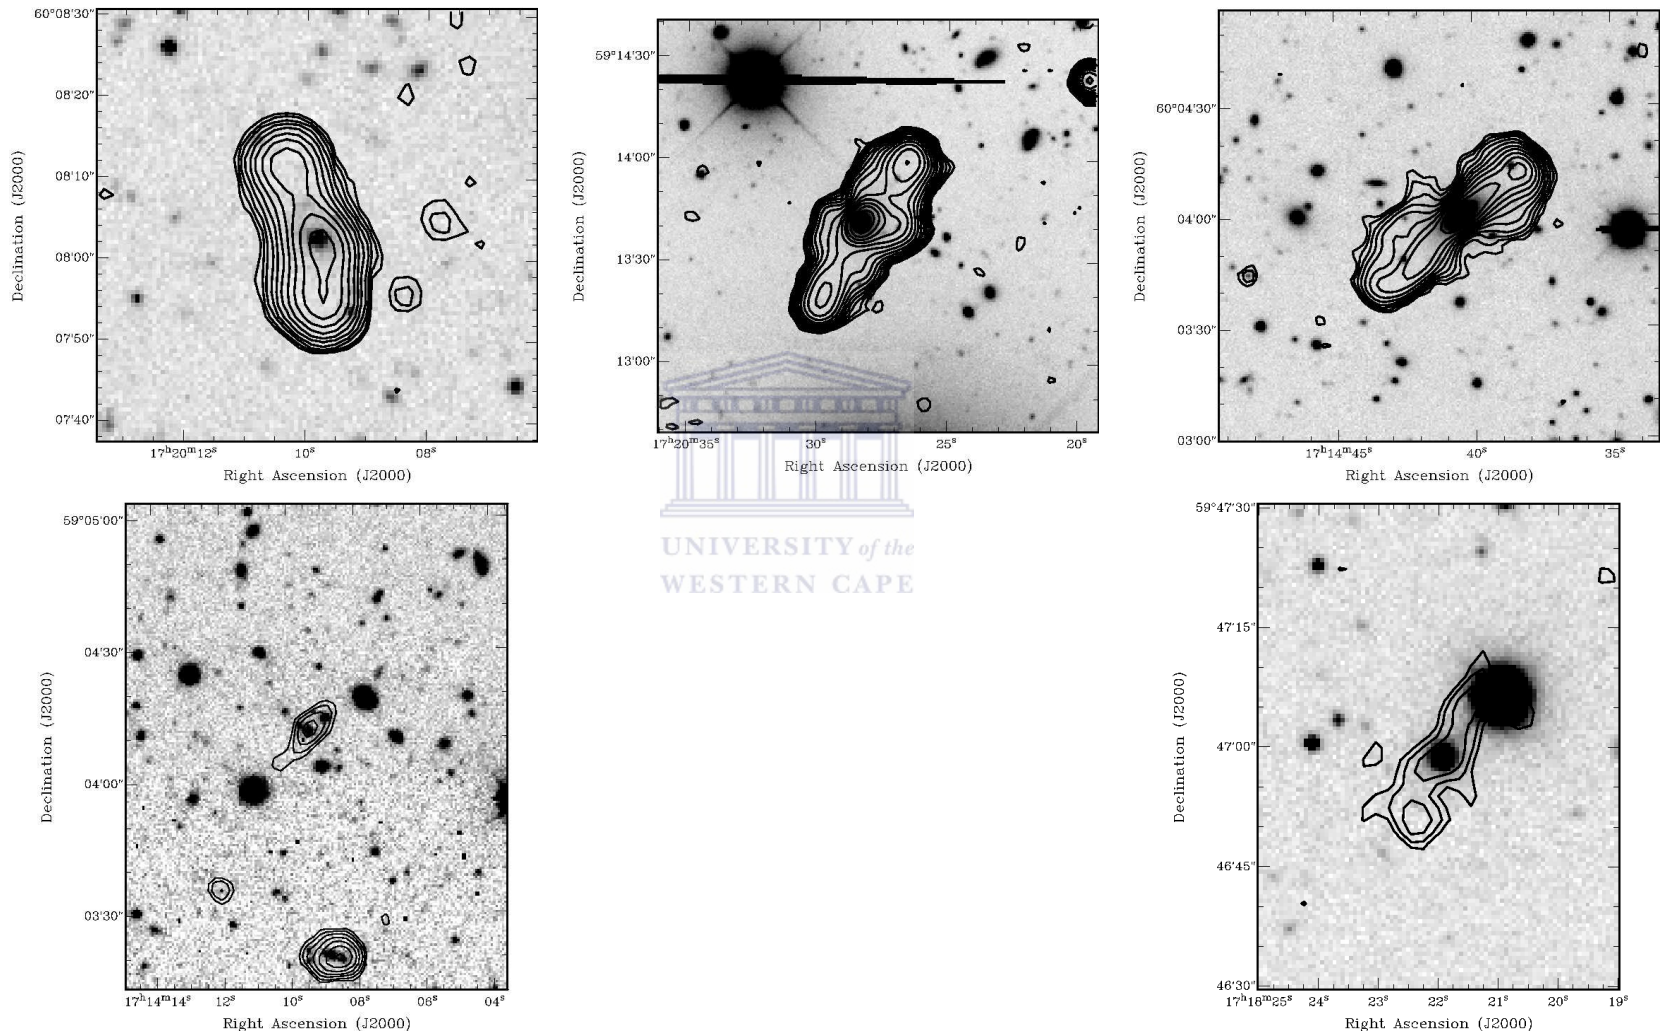 60°08'30"
08'20"
08'10"
08'00"
07'50"
07'40"
Declination (J2000)
17ʰ20ᵐ12ˢ
10ˢ
08ˢ
Right Ascension (J2000)
59°14'30"
14'00"
13'30"
13'00"
Declination (J2000)
17ʰ20ᵐ35ˢ
30ˢ
25ˢ
20ˢ
Right Ascension (J2000)
60°04'30"
04'00"
03'30"
03'00"
Declination (J2000)
17ʰ14ᵐ45ˢ
40ˢ
35ˢ
Right Ascension (J2000)
UNIVERSITY of the
WESTERN CAPE
59°05'00"
04'30"
04'00"
03'30"
Declination (J2000)
17ʰ14ᵐ14ˢ
12ˢ
10ˢ
08ˢ
06ˢ
04ˢ
Right Ascension (J2000)
59°47'30"
47'15"
47'00"
46'45"
46'30"
Declination (J2000)
17ʰ18ᵐ25ˢ
24ˢ
23ˢ
22ˢ
21ˢ
20ˢ
19ˢ
Right Ascension (J2000)